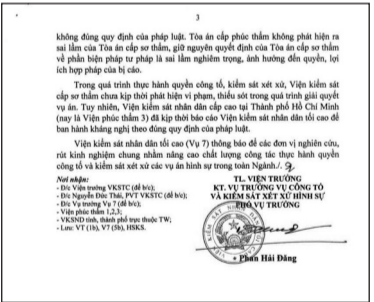 3
không đúng quy định của pháp luật. Tòa án cấp phúc thẩm không phát hiện ra
sai lầm của Tòa án cấp sơ thẩm, giữ nguyên quyết định của Tòa án cấp sơ thẩm
về phần biện pháp tư pháp là sai lầm nghiêm trọng, ảnh hưởng đến quyền, lợi
ích hợp pháp của bị cáo.
Trong quá trình thực hành quyền công tố, kiểm sát xét xử, Viện kiểm sát
cấp sơ thẩm chưa kịp thời phát hiện vi phạm, thiếu sót trong quá trình giải quyết
vụ án. Tuy nhiên, Viện kiểm sát nhân dân cấp cao tại Thành phố Hồ Chí Minh
(nay là Viện phúc thẩm 3) đã kịp thời báo cáo Viện kiểm sát nhân dân tối cao để
ban hành kháng nghị theo đúng quy định của pháp luật.
Viện kiểm sát nhân dân tối cao (Vụ 7) thông báo để các đơn vị nghiên cứu,
rút kinh nghiệm chung nhằm nâng cao chất lượng công tác thực hành quyền
công tố và kiểm sát xét xử các vụ án hình sự trong toàn Ngành./.
Nơi nhận:
- Đ/c Viện trưởng VKSTC (để b/c);
- Đ/c Nguyễn Đức Thái, PVT VKSTC (để b/c);
- Đ/c Vụ trưởng Vụ 7 (để b/c);
- Viện phúc thẩm 1,2,3;
- VKSND tỉnh, thành phố trực thuộc TW;
- Lưu: VT (1b), V7 (5b), HSKS.
TL. VIỆN TRƯỞNG
KT. VỤ TRƯỞNG VỤ CÔNG TỐ
VÀ KIỂM SÁT XÉT XỬ HÌNH SỰ
PHÓ VỤ TRƯỞNG
Phan Hải Đăng